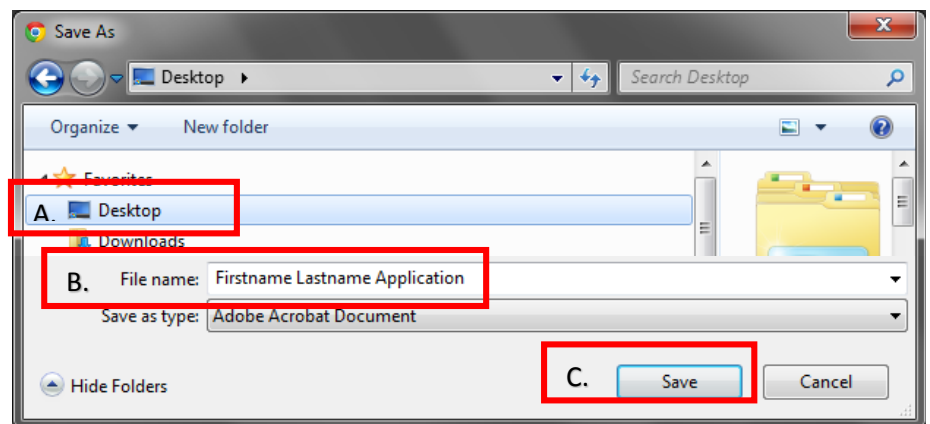 Save As
Desktop
Search Desktop
Organize
New folder
Favorites
A. Desktop
Downloads
B. File name: Firstname Lastname Application
Save as type: Adobe Acrobat Document
Hide Folders
C. Save
Cancel